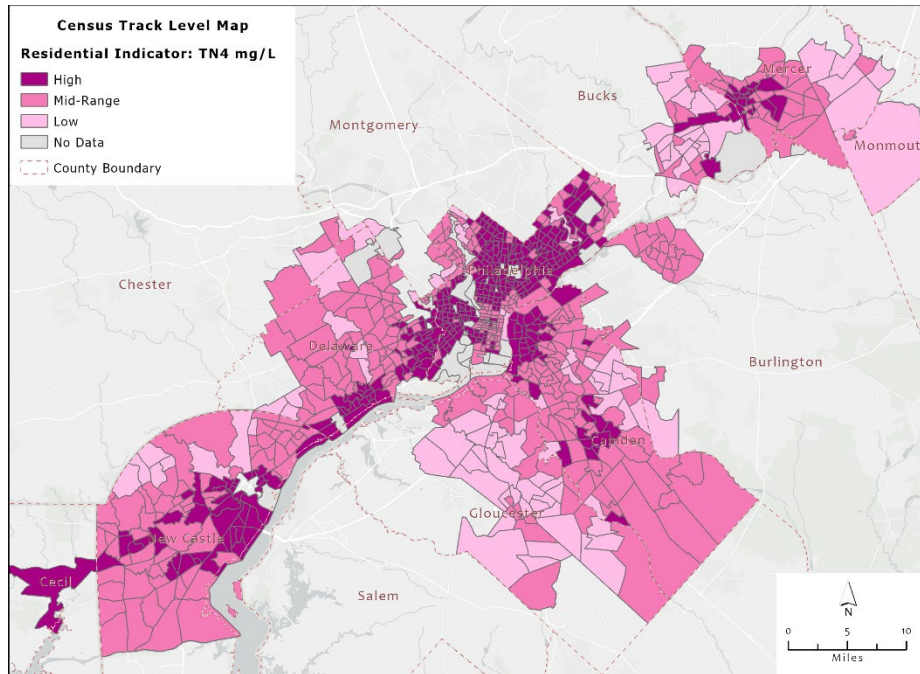 Census Track Level Map
Residential Indicator: TN4 mg/L
High
Mid-Range
Low
No Data
County Boundary
Mercer
Bucks
Montgomery
Monmout
Philadelphia
Chester
Delaware
Burlington
Camden
Gloucester
New Castle
Cecil
Salem
N
0 5 10
Miles